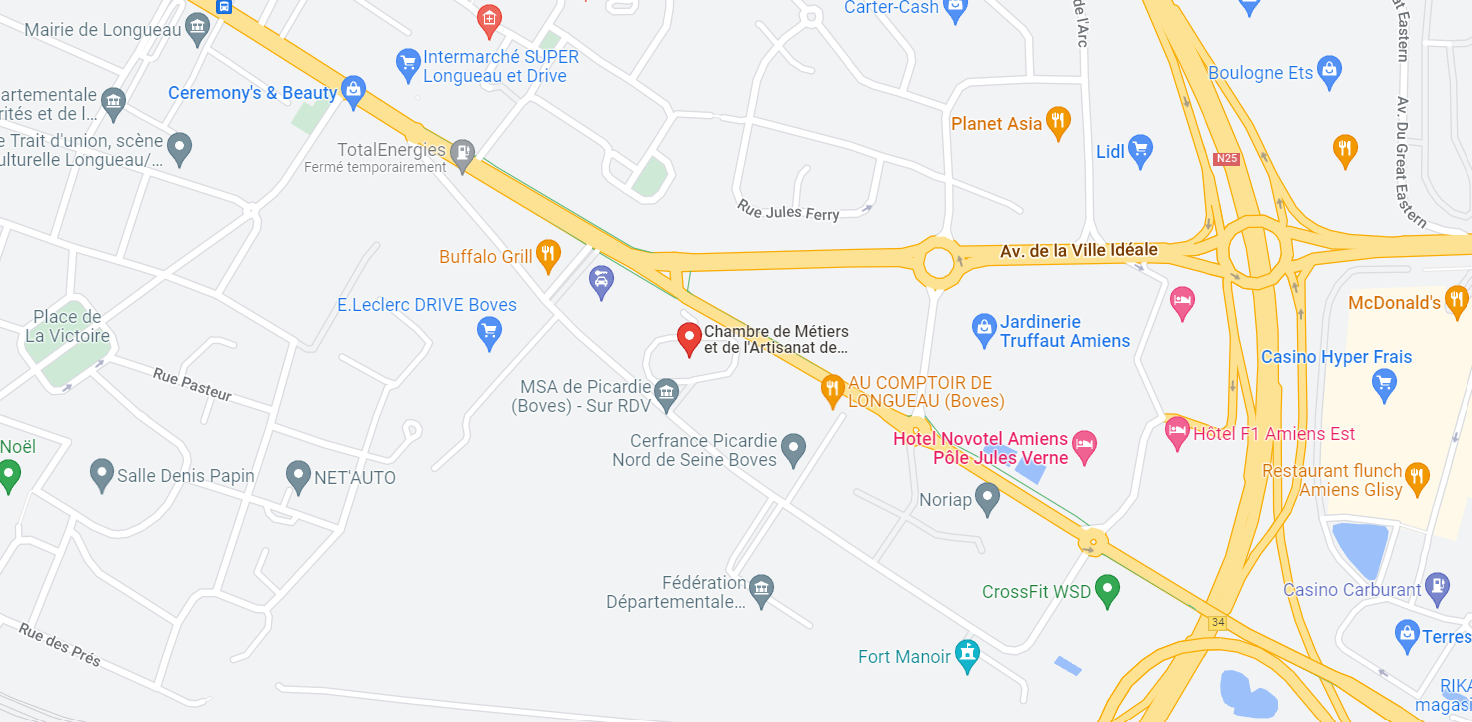 Carter-Cash
de l'Arc
at Eastern
Mairie de Longueau
Intermarché SUPER
Longueau et Drive
Boulogne Ets
Ceremony's & Beauty
artementale
rités et de l...
Planet Asia
Av. Du Great Eastern
e Trait d'union, scène
ulturelle Longueau/...
TotalEnergies
Fermé temporairement
Lidl
N25
Rue Jules Ferry
Av. de la Ville Idéale
Buffalo Grill
E.Leclerc DRIVE Boves
McDonald's
Place de
La Victoire
Chambre de Métiers
et de l'Artisanat de...
Jardinerie
Truffaut Amiens
Casino Hyper Frais
Rue Pasteur
MSA de Picardie
(Boves) - Sur RDV
AU COMPTOIR DE
LONGUEAU (Boves)
Noël
Cerfrance Picardie
Nord de Seine Boves
Hotel Novotel Amiens
Pôle Jules Verne
Hôtel F1 Amiens Est
Salle Denis Papin
NET'AUTO
Restaurant flunch
Amiens Glisy
Noriap
Fédération
Départementale...
CrossFit WSD
Casino Carburant
34
Rue des Prés
Terres
Fort Manoir
RIKA
magasi